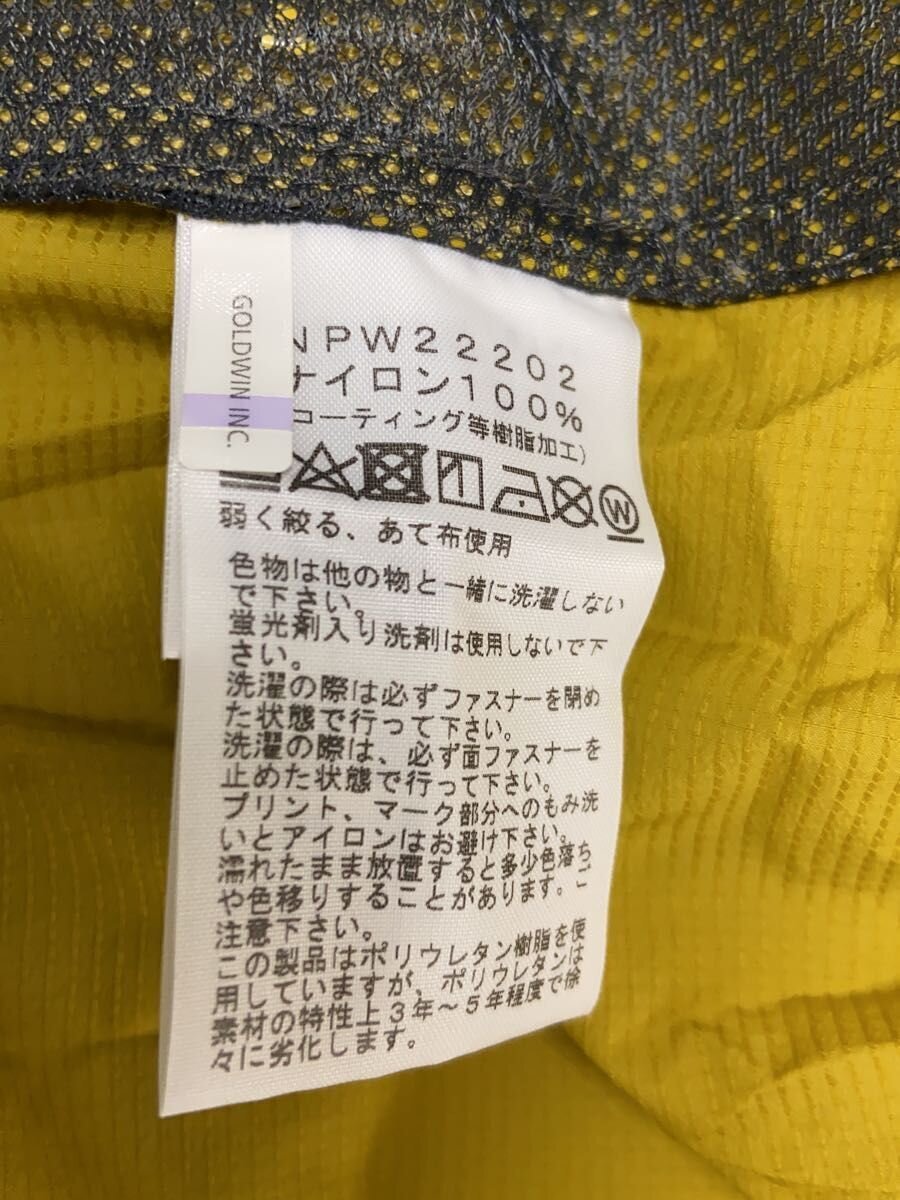 GOLDWIN INC.
NPW22202
ナイロン100%
コーティング等樹脂加工)
W
弱く絞る、あて布使用
色物は他の物と一緒に洗濯しない
で下さい。
蛍光剤入り洗剤は使用しないで下
さい。
洗濯の際は必ずファスナーを閉め
た状態で行って下さい。
洗濯の際は、必ず面ファスナーを
止めた状態で行って下さい。
プリント、マーク部分へのもみ洗
いとアイロンはお避け下さい。
濡れたまま放置すると多少色落ち
や色移りすることがあります。
注意下さい。
この製品はポリウレタン樹脂を使
用していますが、ポリウレタンは
素材の特性上3年〜5年程度で徐
々に劣化します。